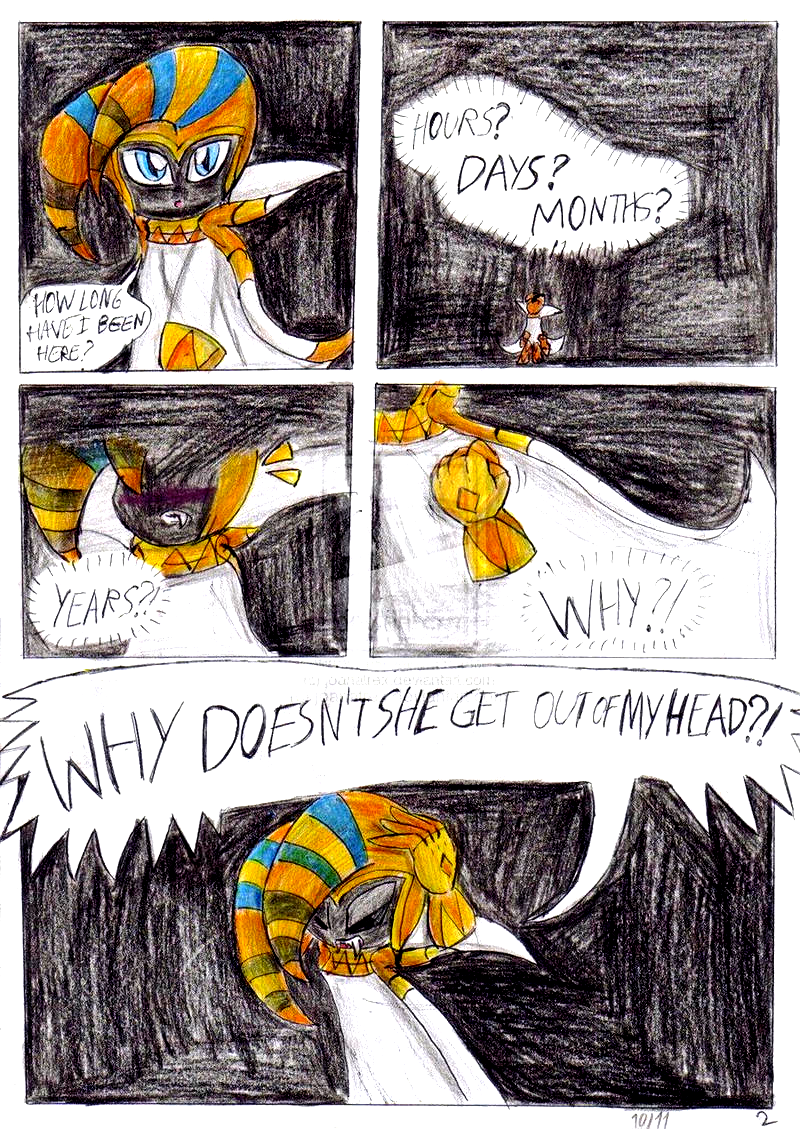 HOW LONG
HAVE I BEEN
HERE?
HOURS?
DAYS?
MONTHS?
YEARS?!
WHY?!
WHY DOESN'T SHE GET OUT OF MY HEAD?!
10/11
2